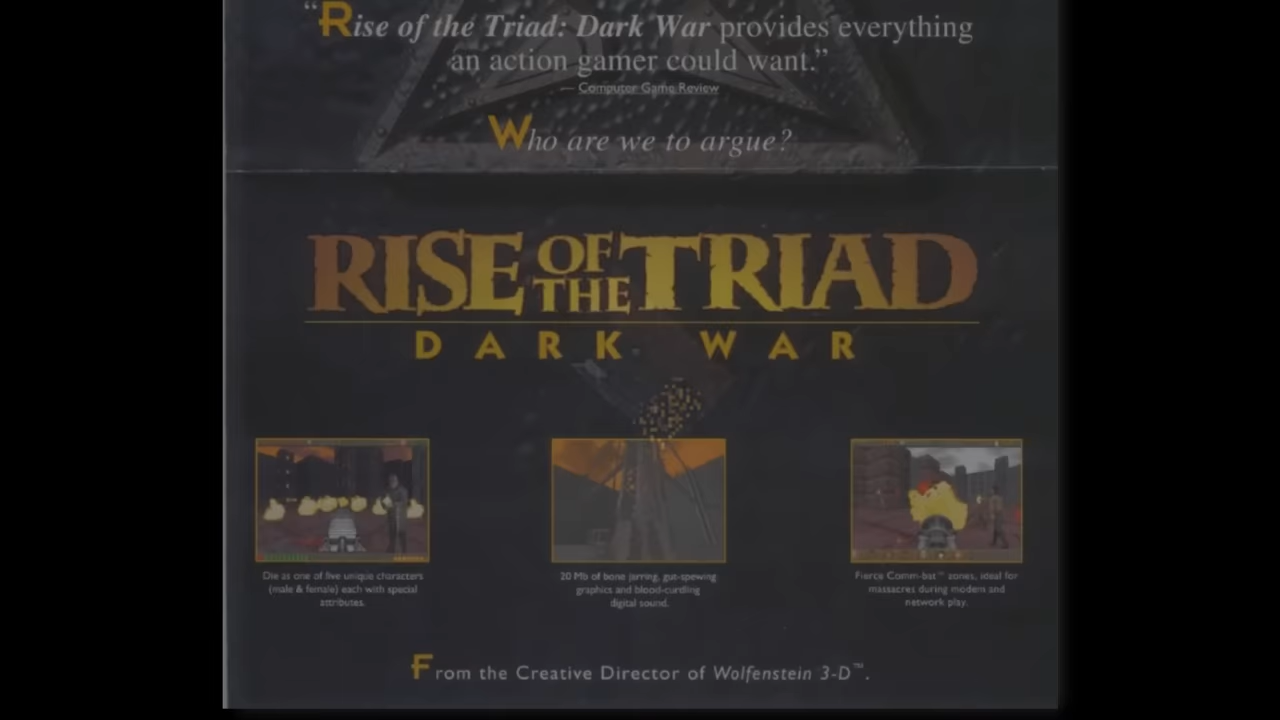 “Rise of the Triad: Dark War provides everything
an action gamer could want.”
— Computer Game Review
Who are we to argue?
RISE OF THE TRIAD
DARK WAR
Die as one of five unique characters
(male & female) each with special
attributes.
20 Mb of bone jarring, gut-spewing
graphics and blood-curdling
digital sound.
Fierce Comm-bat™ zones, ideal for
massacres during modem and
network play.
From the Creative Director of Wolfenstein 3-D™.